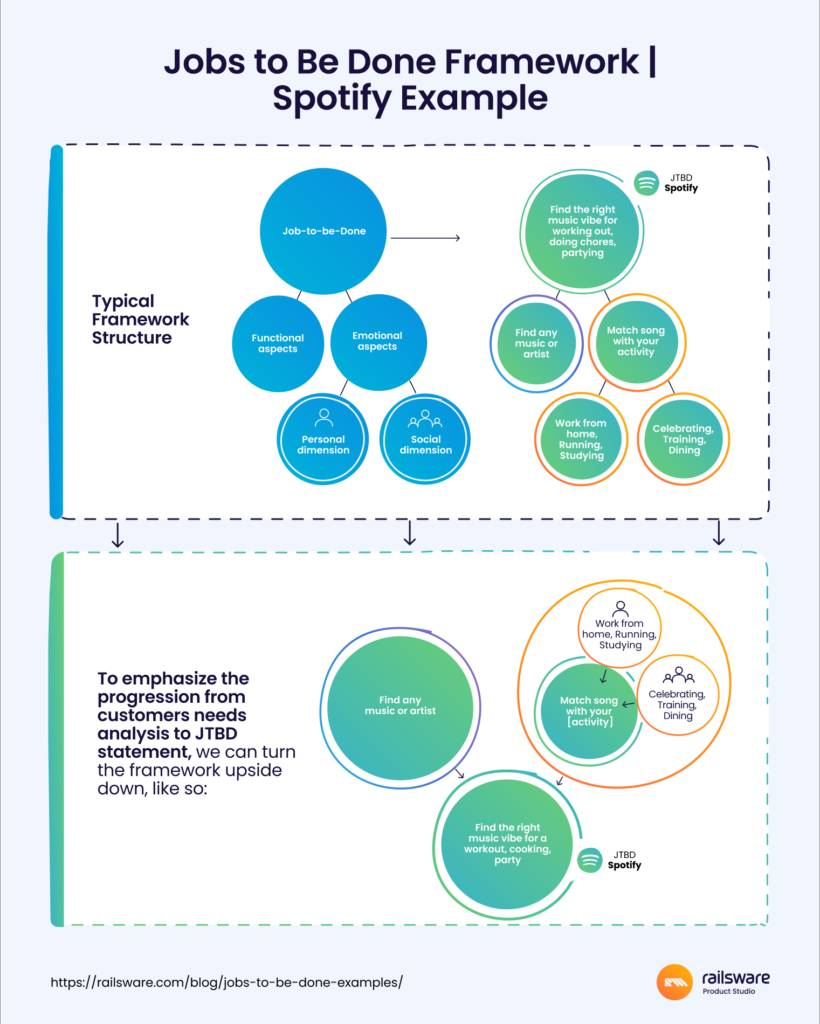 Jobs to Be Done Framework |
Spotify Example
Typical
Framework
Structure
Job-to-be-Done
Functional
aspects
Emotional
aspects
Personal
dimension
Social
dimension
JTBD
Spotify
Find the right
music vibe for
working out,
doing chores,
partying
Find any
music or
artist
Match song
with your
activity
Work from
home,
Running,
Studying
Celebrating,
Training,
Dining
To emphasize the
progression from
customers needs
analysis to JTBD
statement, we can turn
the framework upside
down, like so:
Find any
music or artist
Work from
home, Running,
Studying
Celebrating,
Training,
Dining
Match song
with your
[activity]
Find the right
music vibe for a
workout, cooking,
party
JTBD
Spotify
https://railsware.com/blog/jobs-to-be-done-examples/
railsware
Product Studio